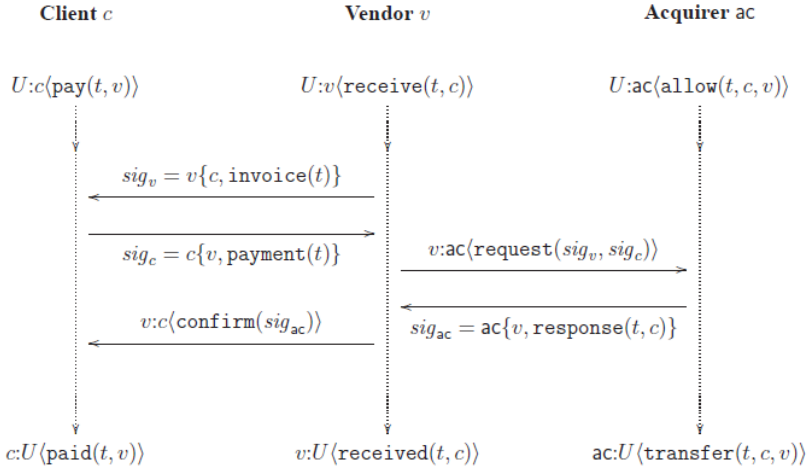 Client c Vendor v Acquirer ac
U:c⟨pay(t, v)⟩ U:v⟨receive(t, c)⟩ U:ac⟨allow(t, c, v)⟩
sig_v = v{c, invoice(t)}
sig_c = c{v, payment(t)}
v:ac⟨request(sig_v, sig_c)⟩
v:c⟨confirm(sig_ac)⟩
sig_ac = ac{v, response(t, c)}
c:U⟨paid(t, v)⟩ v:U⟨received(t, c)⟩ ac:U⟨transfer(t, c, v)⟩